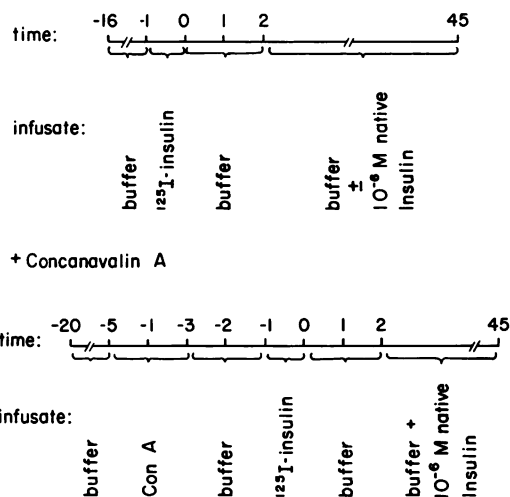 time: -16 -1 0 1 2 45
infusate:
buffer
125I-insulin
buffer
buffer
±
10⁻⁶ M native
Insulin
+ Concanavalin A
time: -20 -5 -1 -3 -2 -1 0 1 2 45
infusate:
buffer
Con A
buffer
125I-insulin
buffer
buffer +
10⁻⁶ M native
Insulin